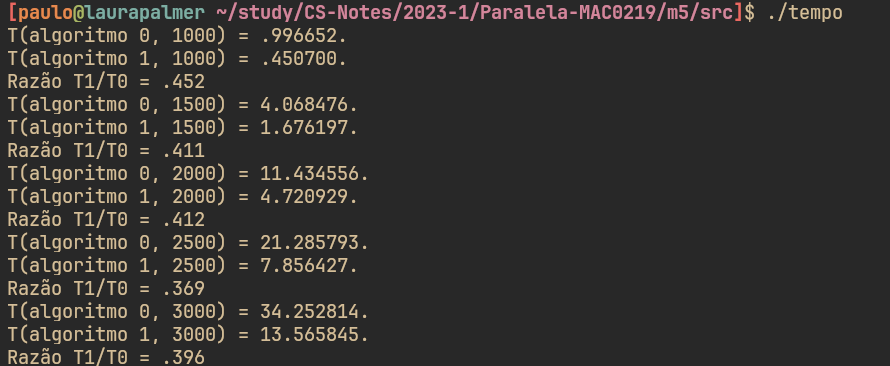 [paulo@laurapalmer ~/study/CS-Notes/2023-1/Paralela-MAC0219/m5/src]$ ./tempo
T(algoritmo 0, 1000) = .996652.
T(algoritmo 1, 1000) = .450700.
Razão T1/T0 = .452
T(algoritmo 0, 1500) = 4.068476.
T(algoritmo 1, 1500) = 1.676197.
Razão T1/T0 = .411
T(algoritmo 0, 2000) = 11.434556.
T(algoritmo 1, 2000) = 4.720929.
Razão T1/T0 = .412
T(algoritmo 0, 2500) = 21.285793.
T(algoritmo 1, 2500) = 7.856427.
Razão T1/T0 = .369
T(algoritmo 0, 3000) = 34.252814.
T(algoritmo 1, 3000) = 13.565845.
Razão T1/T0 = .396